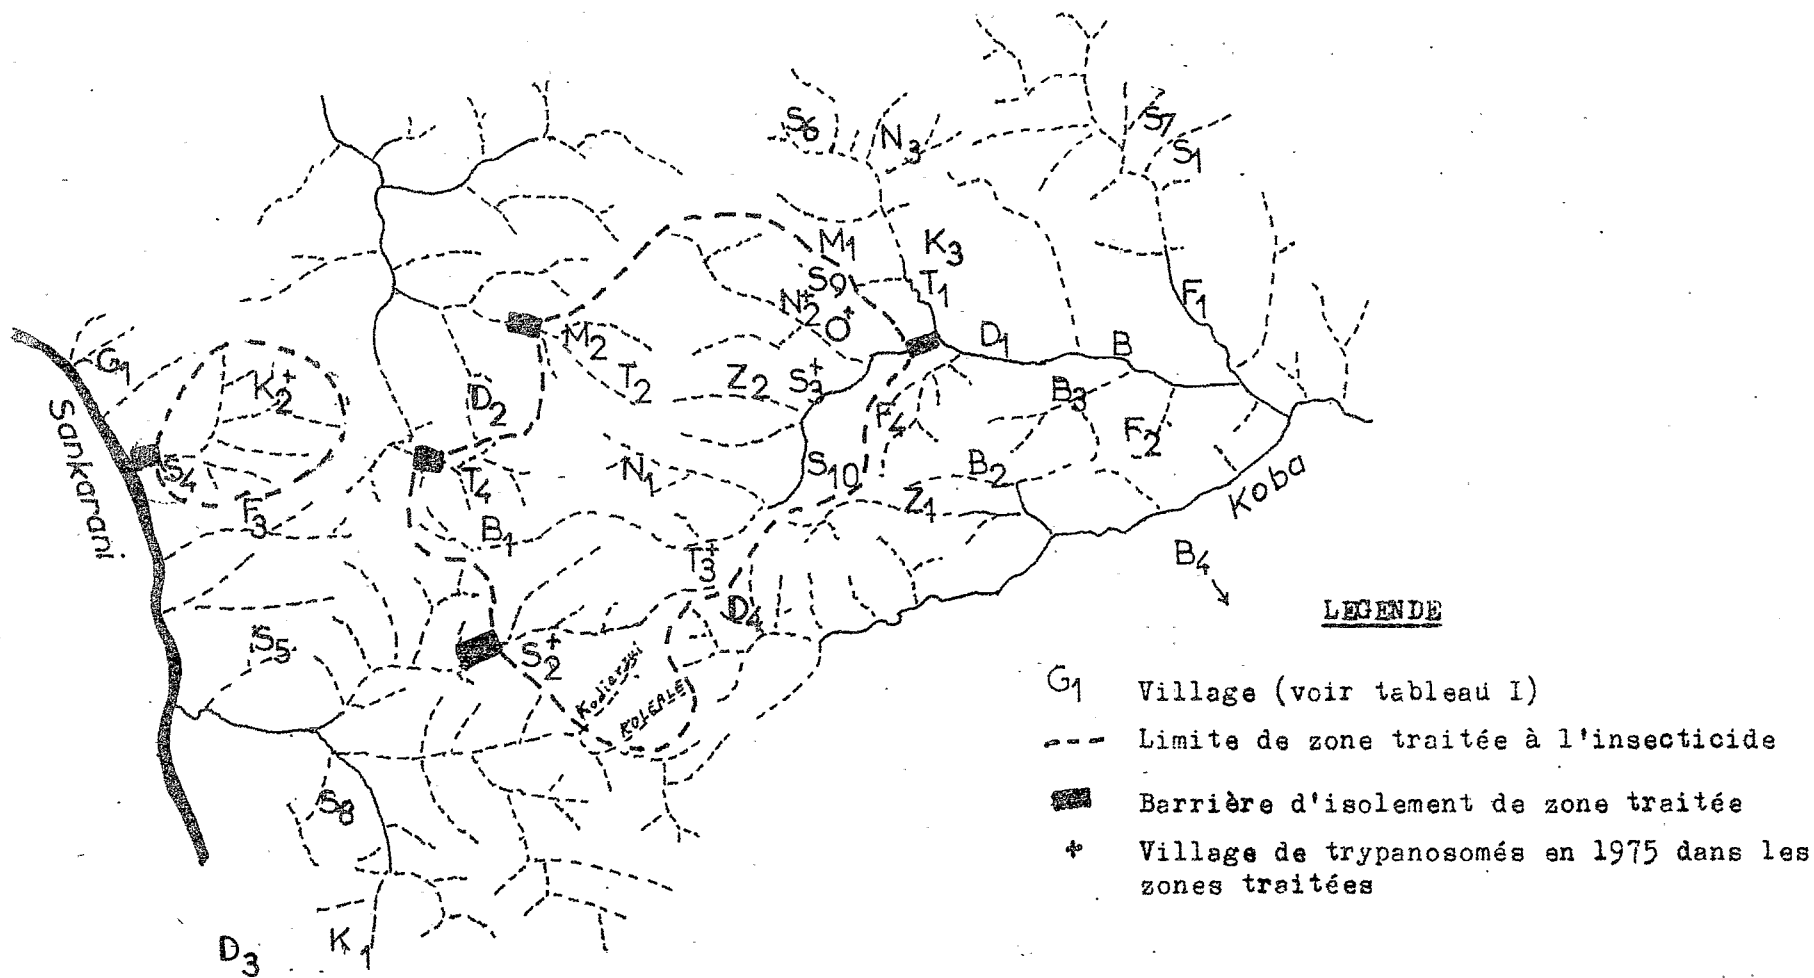 S6
N3
S7
S1
M1
K3
S9
T1
N2+
O+
F1
G1
M2
D1
B
K2+
T2
Z2
S3+
D2
B3
F4
F2
Sankarani
S4
T4
N1
S10
B2
F3
B1
Z1
Koba
T3+
B4
D4
S5
S2+
KOLENLE
S8
D3
K1
LEGENDE
G1 Village (voir tableau I)
Limite de zone traitée à l'insecticide
Barrière d'isolement de zone traitée
+ Village de trypanosomés en 1975 dans les
zones traitées